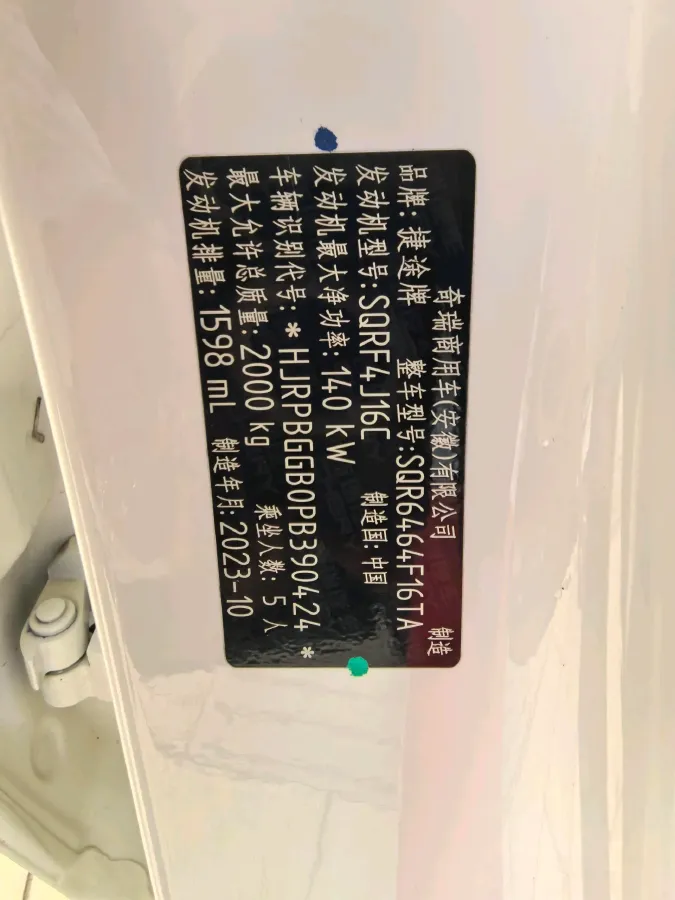 奇瑞商用车(安徽)有限公司 制造
品牌: 捷途牌 整车型号: SQR6464F16TA
发动机型号: SQRF4J16C 制造国: 中国
发动机最大净功率: 140 kW
车辆识别代号: * HJRPBGGB0PB390424 *
最大允许总质量: 2000 kg 乘坐人数: 5 人
发动机排量: 1598 mL 制造年月: 2023-10